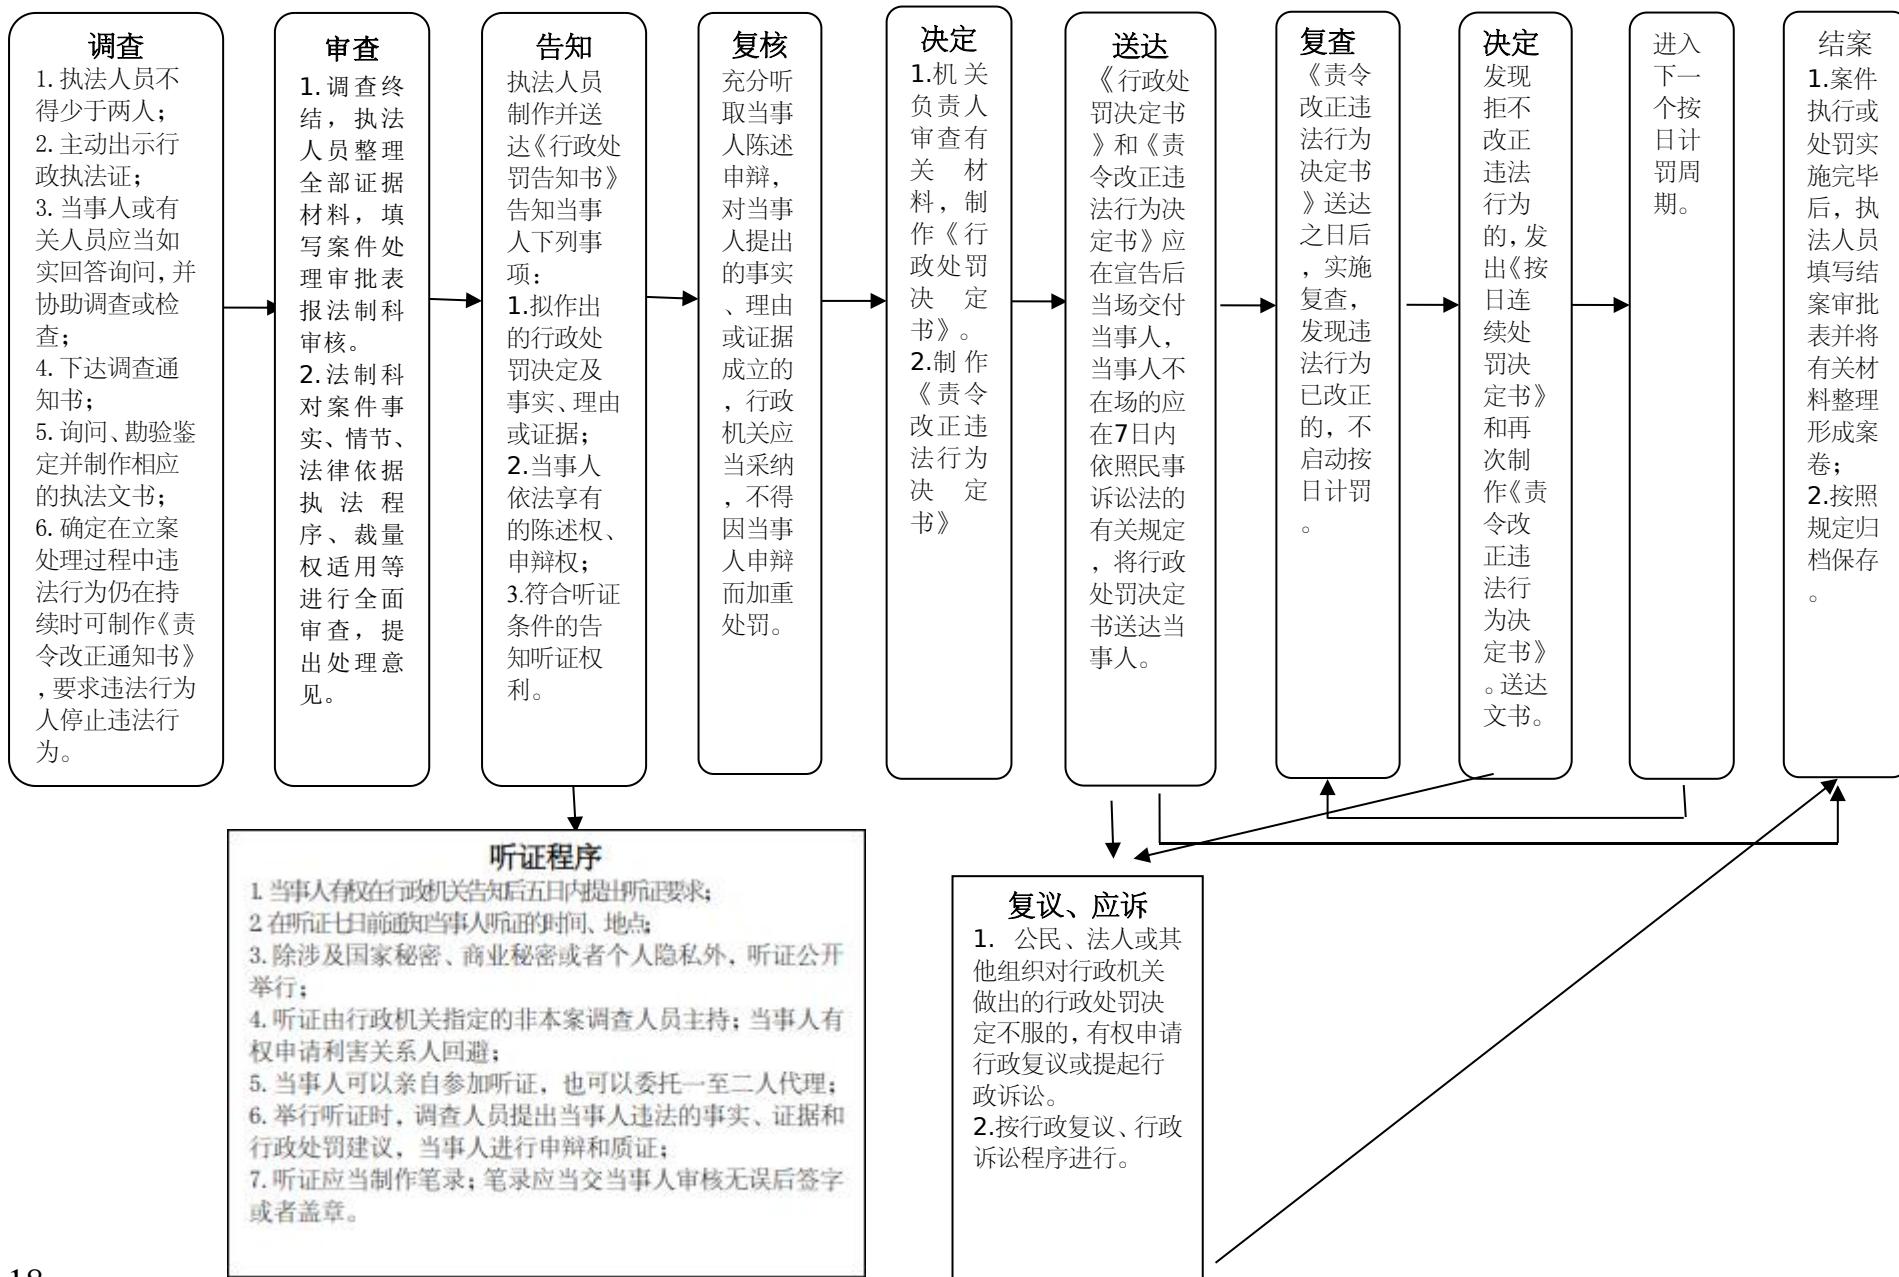 调查
1.执法人员不
得少于两人；
2.主动出示行
政执法证；
3.当事人或有
关人员应当如
实回答询问,并
协助调查或检
查；
4.下达调查通
知书；
5.询问、勘验鉴
定并制作相应
的执法文书；
6.确定在立案
处理过程中违
法行为仍在持
续时可制作《责
令改正通知书》
，要求违法行为
人停止违法行
为。
审查
1.调查终
结，执法
人员整理
全部证据
材料，填
写案件处
理审批表
报法制科
审核。
2.法制科
对案件事
实、情节、
法律依据
执法程
序、裁量
权适用等
进行全面
审查，提
出处理意
见。
告知
执法人员
制作并送
达《行政处
罚告知书》
告知当事
人下列事
项：
1.拟作出
的行政处
罚决定及
事实、理由
或证据；
2.当事人
依法享有
的陈述权、
申辩权；
3.符合听证
条件的告
知听证权
利。
复核
充分听
取当事
人陈述
申辩，
对当事
人提出
的事实
、理由
或证据
成立的
，行政
机关应
当采纳
，不得
因当事
人申辩
而加重
处罚。
决定
1.机关
负责人
审查有
关材
料，制
作《行
政处罚
决定
书》。
2.制作
《责令
改正违
法行为
决定
书》
送达
《行政处
罚决定书
》和《责
令改正违
法行为决
定书》应
在宣告后
当场交付
当事人，
当事人不
在场的应
在7日内
依照民事
诉讼法的
有关规定
，将行政
处罚决定
书送达当
事人。
复查
《责令
改正违
法行为
决定书
》送达
之日后
，实施
复查，
发现违
法行为
已改正
的，不
启动按
日计罚
。
决定
发现
拒不
改正
违法
行为
的,发
出《按
日连
续处
罚决
定书》
和再
次制
作《责
令改
正违
法行
为决
定书》
。送达
文书。
进入
下一
个按
日计
罚周
期。
结案
1.案件
执行或
处罚实
施完毕
后，执
法人员
填写结
案审批
表并将
有关材
料整理
形成案
卷；
2.按照
规定归
档保存
。
听证程序
1.当事人有权在行政机关告知后五日内提出听证要求；
2.在听证七日前通知当事人听证的时间、地点；
3.除涉及国家秘密、商业秘密或者个人隐私外，听证公开
举行；
4.听证由行政机关指定的非本案调查人员主持；当事人有
权申请利害关系人回避；
5.当事人可以亲自参加听证，也可以委托一至二人代理；
6.举行听证时，调查人员提出当事人违法的事实、证据和
行政处罚建议，当事人进行申辩和质证；
7.听证应当制作笔录；笔录应当交当事人审核无误后签字
或者盖章。
复议、应诉
1. 公民、法人或其
他组织对行政机关
做出的行政处罚决
定不服的,有权申请
行政复议或提起行
政诉讼。
2.按行政复议、行政
诉讼程序进行。
18